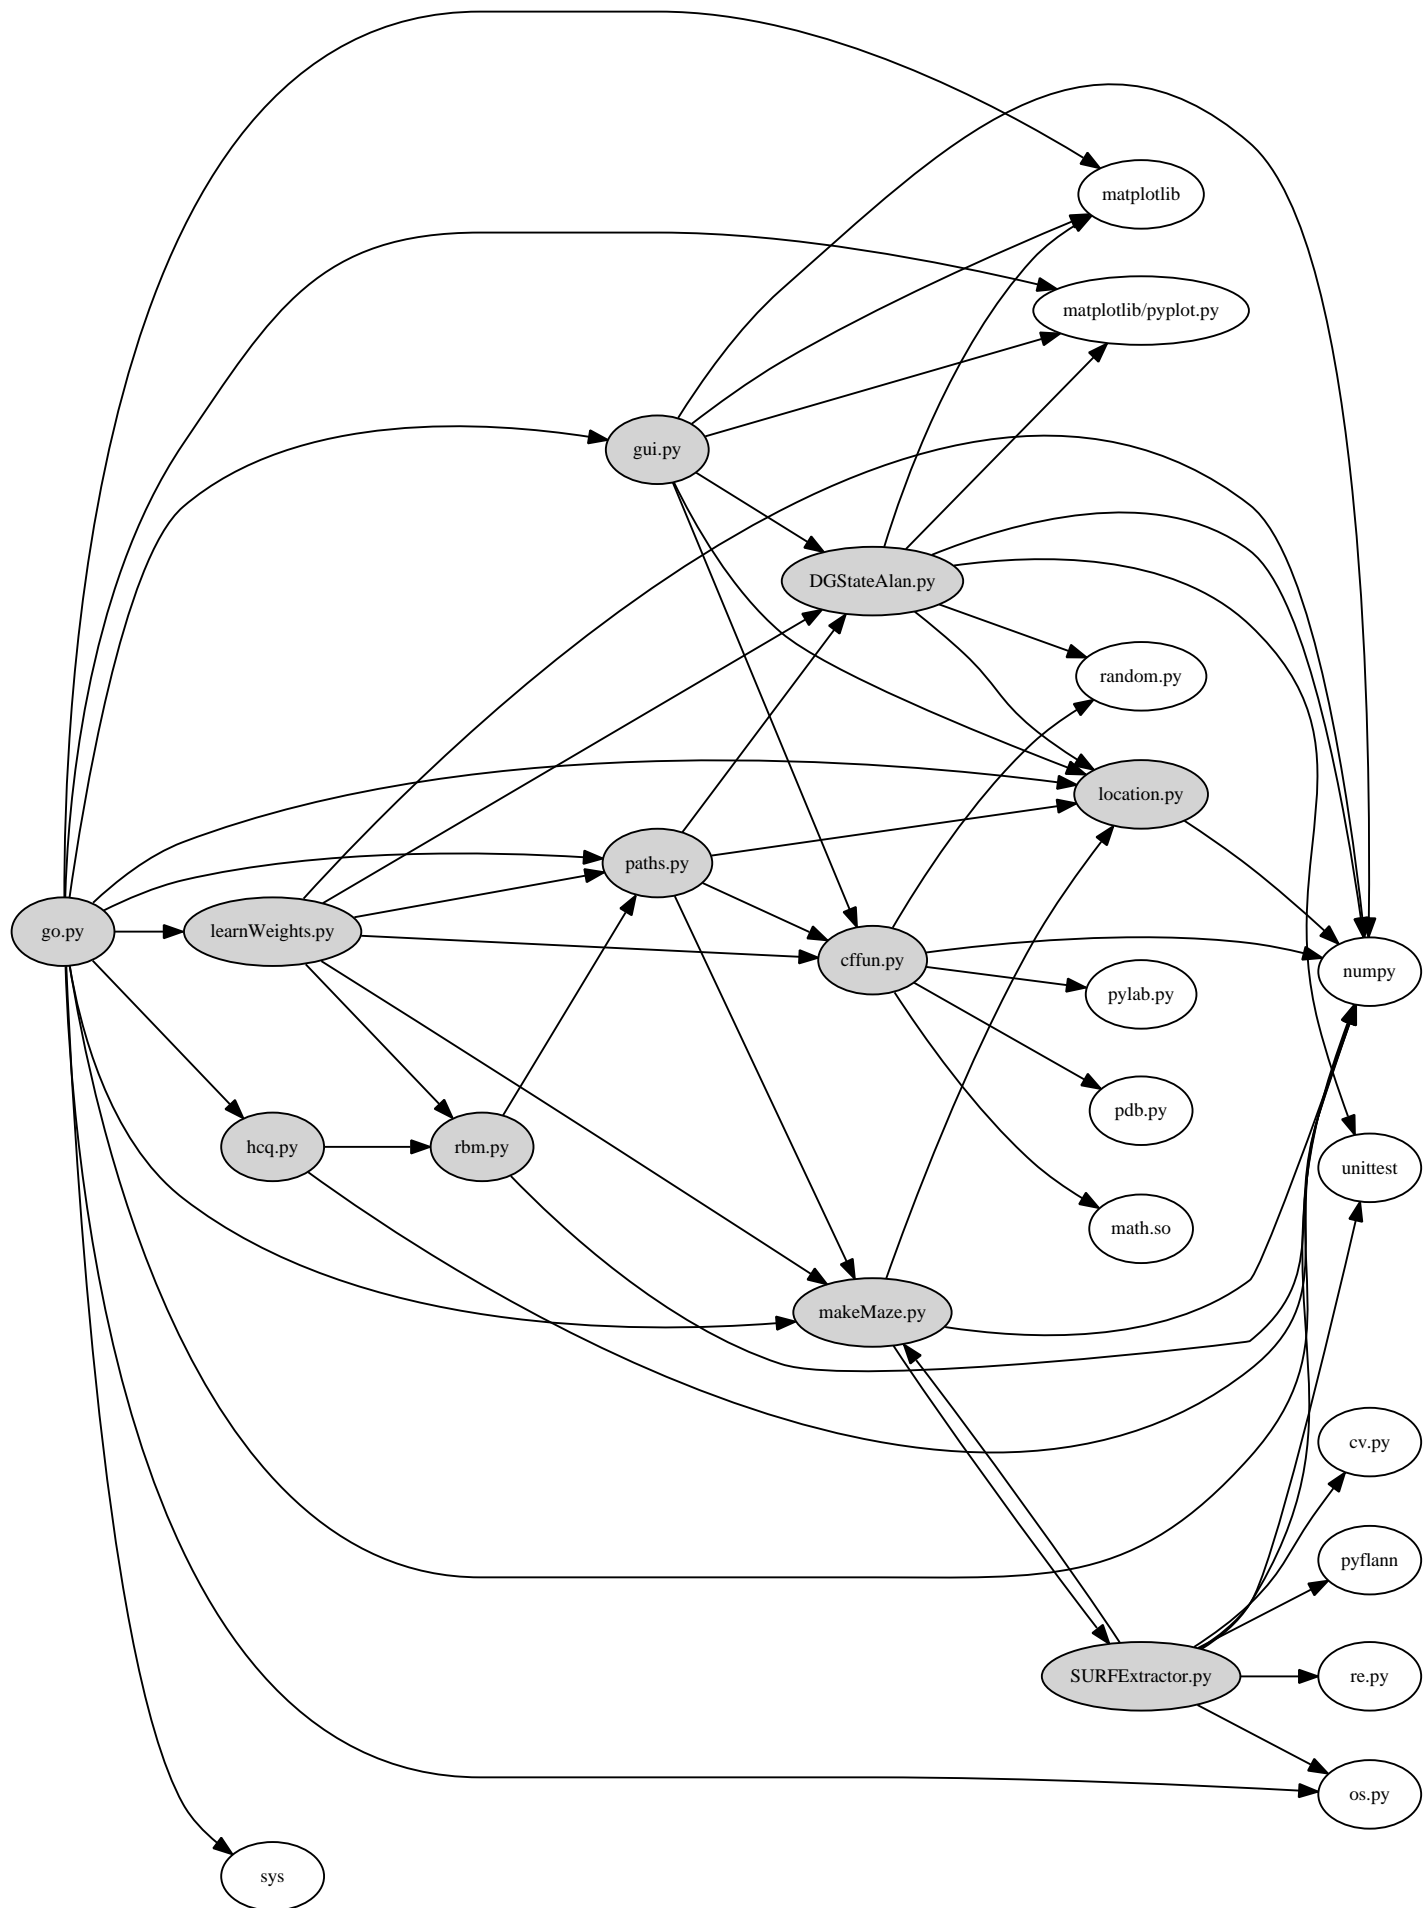 matplotlib
matplotlib/pyplot.py
gui.py
DGStateAlan.py
random.py
location.py
paths.py
go.py
learnWeights.py
cffun.py
numpy
pylab.py
pdb.py
hcq.py
rbm.py
unittest
math.so
makeMaze.py
cv.py
pyflann
SURFExtractor.py
re.py
os.py
sys